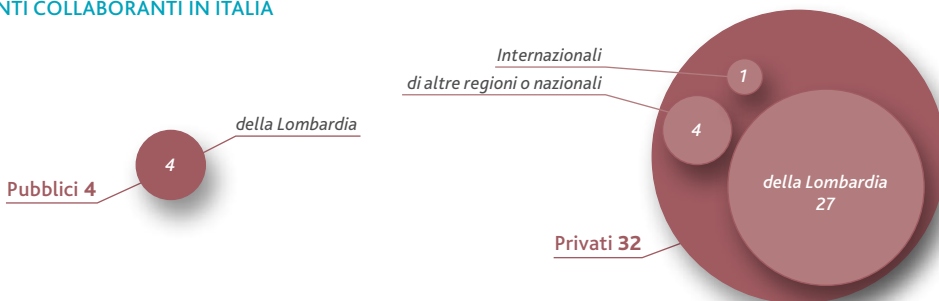 NTI COLLABORANTI IN ITALIA
Internazionali
1
di altre regioni o nazionali
4
della Lombardia
4
Pubblici 4
della Lombardia
27
Privati 32